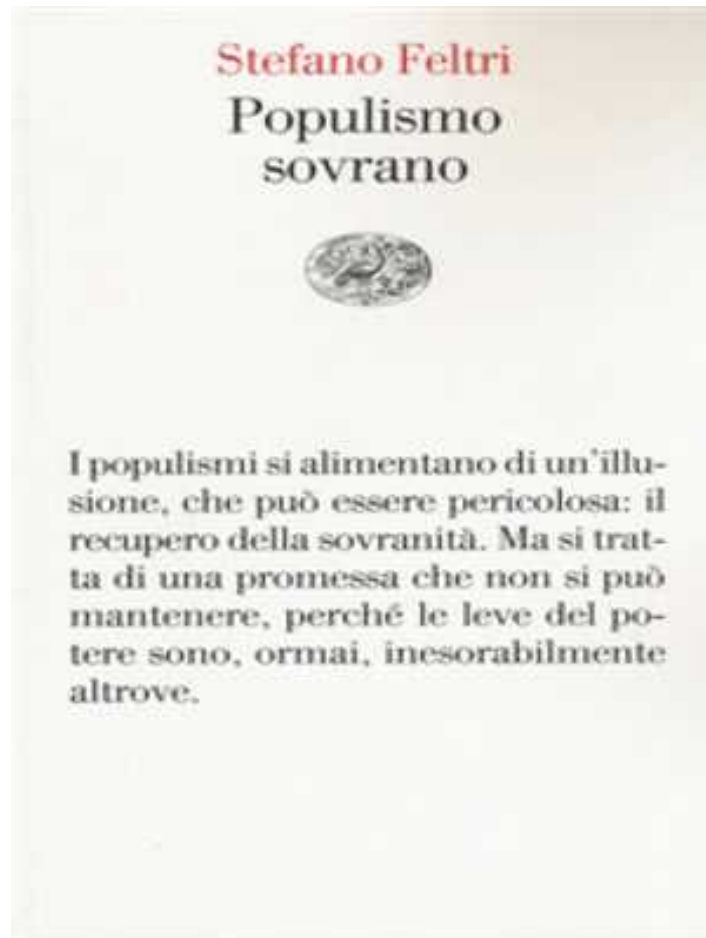 Stefano Feltri
Populismo
sovrano
I populismi si alimentano di un'illu-
sione, che può essere pericolosa: il
recupero della sovranità. Ma si trat-
ta di una promessa che non si può
mantenere, perché le leve del po-
tere sono, ormai, inesorabilmente
altrove.